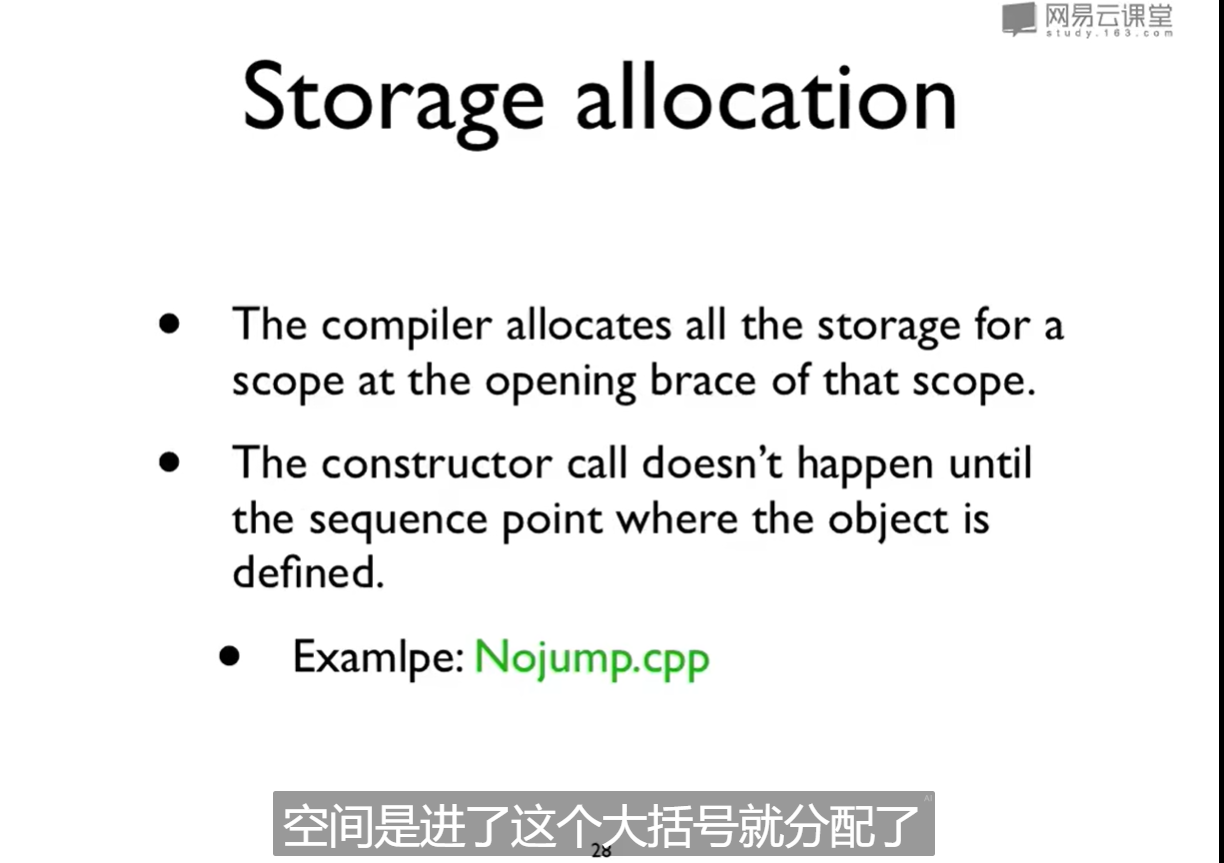 网易云课堂
study.163.com
Storage allocation
• The compiler allocates all the storage for a
scope at the opening brace of that scope.
• The constructor call doesn't happen until
the sequence point where the object is
defined.
• Examlpe: Nojump.cpp
AI
空间是进了这个大括号就分配了
28